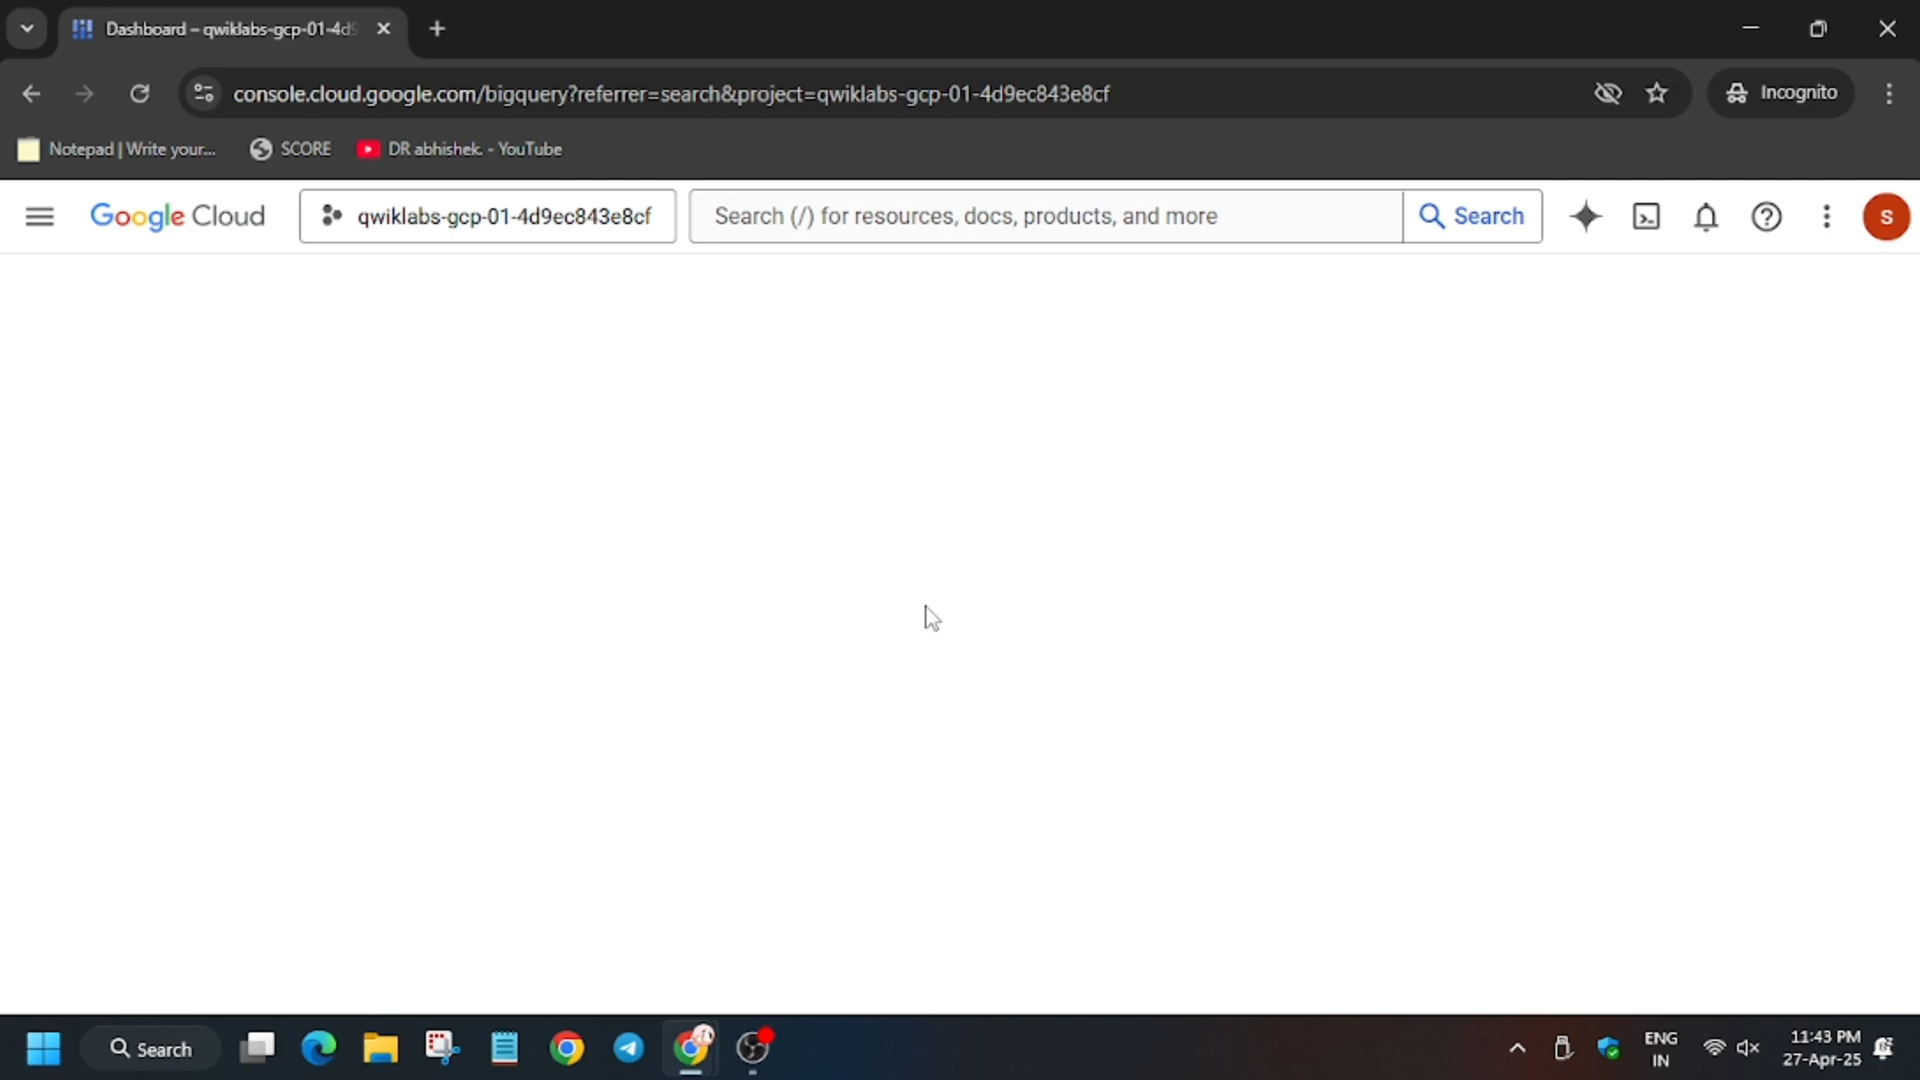 Dashboard – qwiklabs-gcp-01-4d9
console.cloud.google.com/bigquery?referrer=search&project=qwiklabs-gcp-01-4d9ec843e8cf
Incognito
Notepad | Write your...
SCORE
DR abhishek. - YouTube
Google Cloud
qwiklabs-gcp-01-4d9ec843e8cf
Search (/) for resources, docs, products, and more
Search
S
Search
ENG
IN
11:43 PM
27-Apr-25